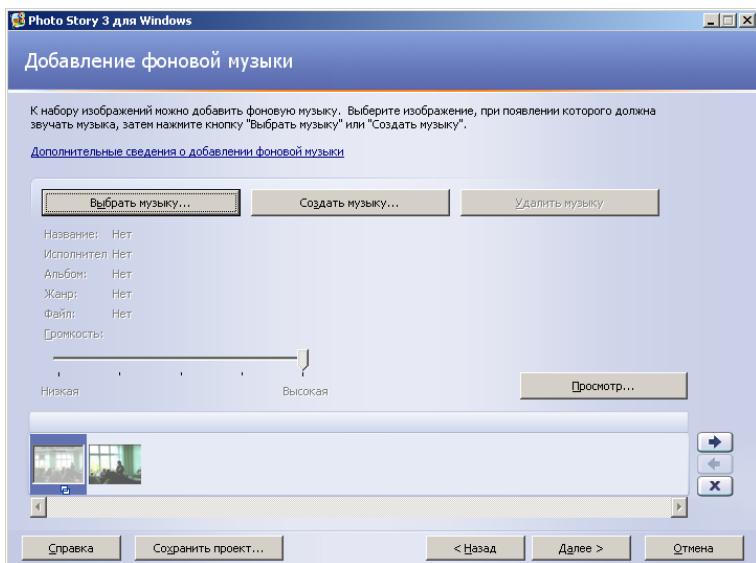 Photo Story 3 для Windows
Добавление фоновой музыки
К набору изображений можно добавить фоновую музыку. Выберите изображение, при появлении которого должна
звучать музыка, затем нажмите кнопку "Выбрать музыку" или "Создать музыку".
Дополнительные сведения о добавлении фоновой музыки
Выбрать музыку... Создать музыку... Удалить музыку
Название: Нет
Исполнител Нет
Альбом: Нет
Жанр: Нет
Файл: Нет
Громкость:
Низкая Высокая
Просмотр...
Справка Сохранить проект... < Назад Далее > Отмена